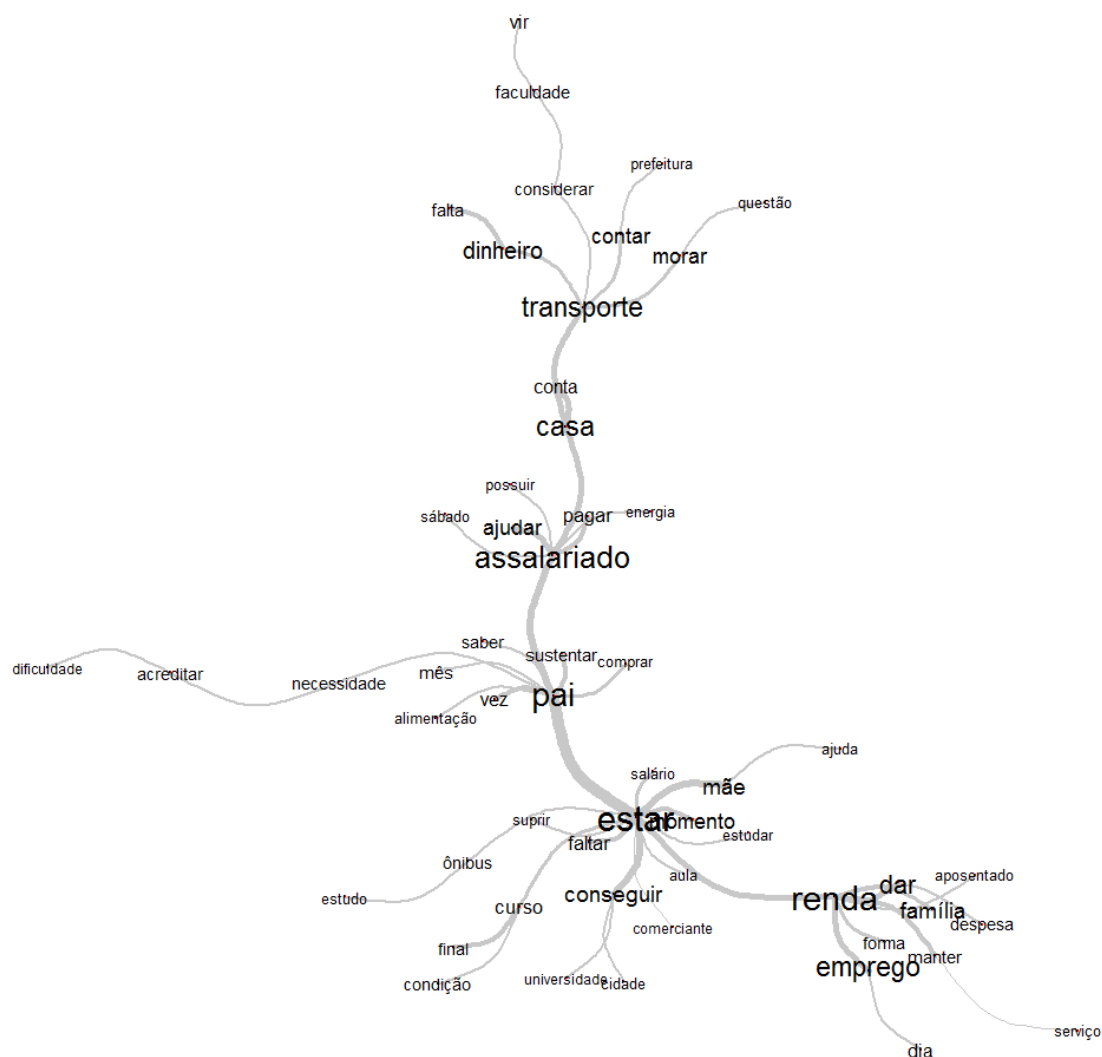 vir
faculdade
prefeitura
considerar
questão
falta
contar
dinheiro
morar
transporte
conta
casa
possuir
sábado
pagar
energia
ajudar
assalariado
saber
sustentar
comprar
dificuldade
acreditar
necessidade
mês
vez
pai
alimentação
ajuda
salário
mãe
suprir
estar
momento
faltar
estudar
ônibus
aula
aposentado
estudo
curso
conseguir
renda
dar
família
despesa
comerciante
final
forma
manter
condição
universidade
cidade
emprego
serviço
dia